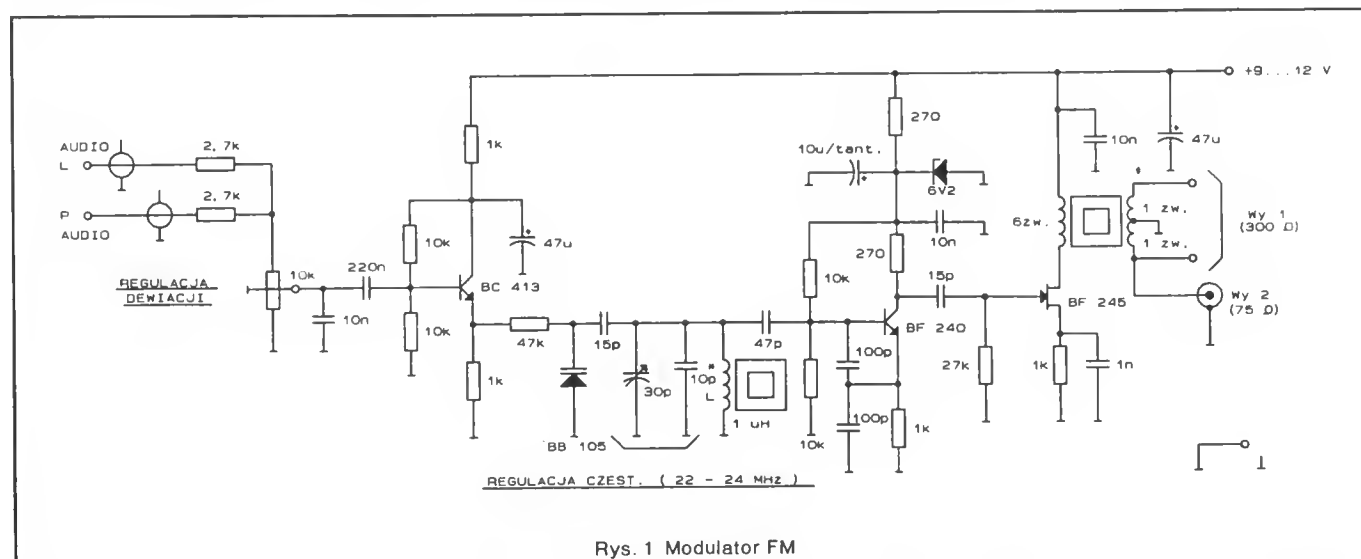 +9...12 V
AUDIO
L
2,7k
P
2,7k
AUDIO
REGULACJA
DEWIACJI
10k
10n
220n
10k
10k
1k
47u
BC 413
1k
47k
BB 105
15p
30p
10p
*
L
1 uH
47p
REGULACJA CZEST. ( 22 - 24 MHz )
270
10u/tant.
6V2
10n
270
10k
10k
100p
100p
BF 240
1k
15p
27k
6zw.
BF 245
1k
1n
10n
47u
*
1 zw.
1 zw.
Wy 1
(300 Ω)
Wy 2
(75 Ω)
Rys. 1 Modulator FM